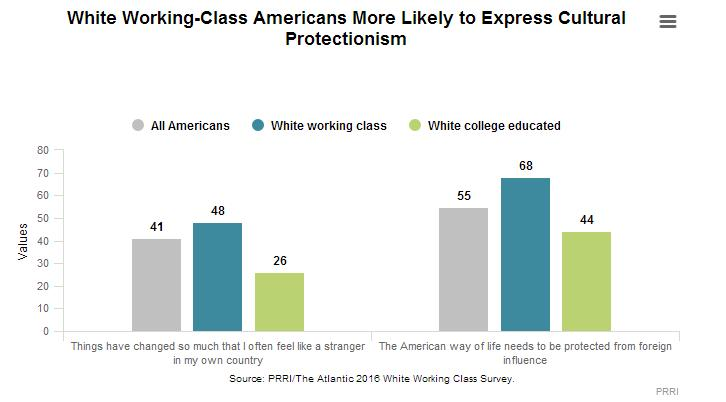 White Working-Class Americans More Likely to Express Cultural
Protectionism
All Americans
White working class
White college educated
80
70
60
50
40
30
20
10
0
Values
41
48
26
55
68
44
Things have changed so much that I often feel like a stranger
in my own country
The American way of life needs to be protected from foreign
influence
Source: PRRI/The Atlantic 2016 White Working Class Survey.
PRRI